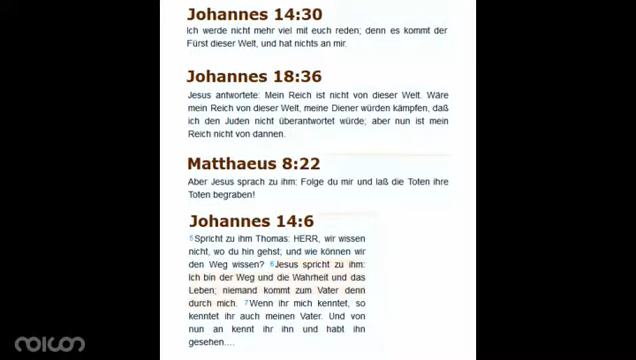 Johannes 14:30
Ich werde nicht mehr viel mit euch reden; denn es kommt der
Fürst dieser Welt, und hat nichts an mir.
Johannes 18:36
Jesus antwortete: Mein Reich ist nicht von dieser Welt. Wäre
mein Reich von dieser Welt, meine Diener würden kämpfen, daß
ich den Juden nicht überantwortet würde; aber nun ist mein
Reich nicht von dannen.
Matthaeus 8:22
Aber Jesus sprach zu ihm: Folge du mir und laß die Toten ihre
Toten begraben!
Johannes 14:6
5Spricht zu ihm Thomas: HERR, wir wissen
nicht, wo du hin gehst; und wie können wir
den Weg wissen? 6Jesus spricht zu ihm:
Ich bin der Weg und die Wahrheit und das
Leben; niemand kommt zum Vater denn
durch mich. 7Wenn ihr mich kenntet, so
kenntet ihr auch meinen Vater. Und von
nun an kennt ihr ihn und habt ihn
gesehen....